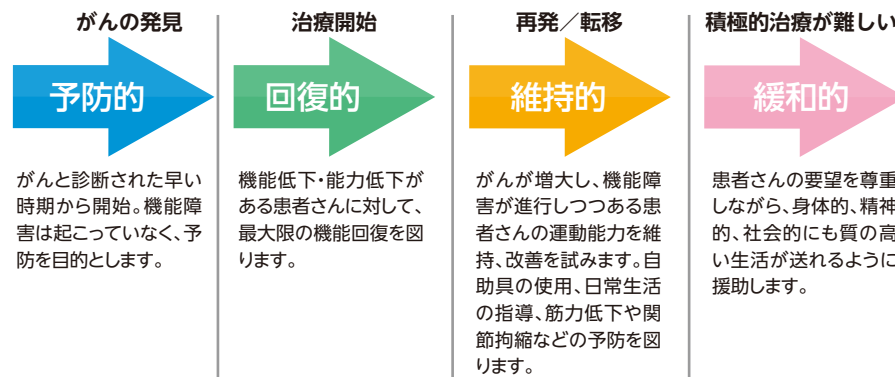 がんの発見
予防的
がんと診断された早い
時期から開始。機能障
害は起こっていなく、予
防を目的とします。
治療開始
回復的
機能低下・能力低下が
ある患者さんに対して、
最大限の機能回復を図
ります。
再発／転移
維持的
がんが増大し、機能障
害が進行しつつある患
者さんの運動能力を維
持、改善を試みます。自
助具の使用、日常生活
の指導、筋力低下や関
節拘縮などの予防を図
ります。
積極的治療が難しい
緩和的
患者さんの要望を尊重
しながら、身体的、精神
的、社会的にも質の高
い生活が送れるように
援助します。